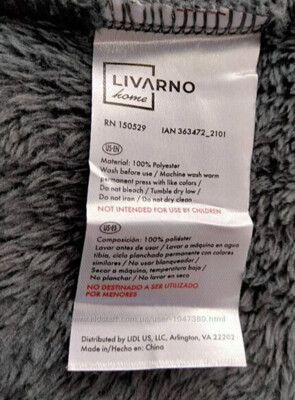 LIVARNO
home
RN 150529 IAN 363472_2101
US-EN
Material: 100% Polyester
Wash before use / Machine wash warm
permanent press with like colors /
Do not bleach / Tumble dry low /
Do not iron / Do not dry clean
NOT INTENDED FOR USE BY CHILDREN
US-ES
Composición: 100% poliéster
Lavar antes de usar / Lavar a máquina en agua
tibia, ciclo planchado permanente con colores
similares / No usar blanqueador /
Secar a máquina, temperatura baja /
No planchar / No lavar en seco
NO DESTINADO A SER UTILIZADO
POR MENORES
Distributed by LIDL US, LLC, Arlington, VA 22202
Made in/Hecho en: China